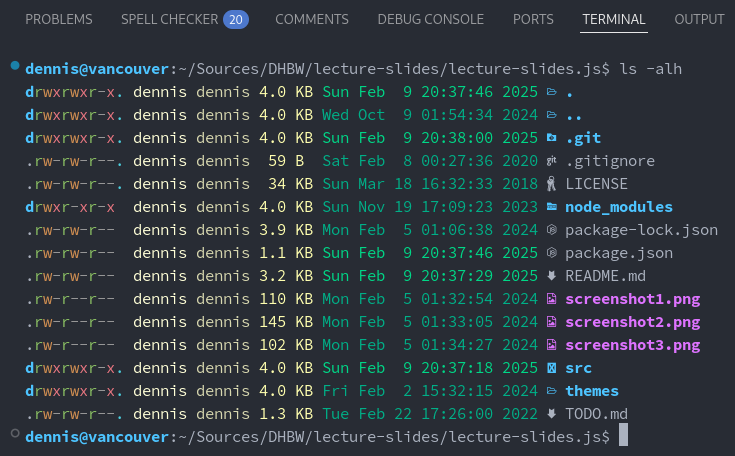 PROBLEMS SPELL CHECKER 20 COMMENTS DEBUG CONSOLE PORTS TERMINAL OUTPUT
dennis@vancouver:~/Sources/DHBW/lecture-slides/lecture-slides.js$ ls -alh
drwxrwxr-x. dennis dennis 4.0 KB Sun Feb  9 20:37:46 2025 .
drwxrwxr-x. dennis dennis 4.0 KB Wed Oct  9 01:54:34 2024 ..
drwxrwxr-x. dennis dennis 4.0 KB Sun Feb  9 20:38:00 2025 .git
.rw-rw-r--. dennis dennis  59 B  Sat Feb  8 00:27:36 2020 .gitignore
.rw-rw-r--. dennis dennis  34 KB Sun Mar 18 16:32:33 2018 LICENSE
drwxr-xr-x  dennis dennis 4.0 KB Sun Nov 19 17:09:23 2023 node_modules
.rw-rw-r--  dennis dennis 3.9 KB Mon Feb  5 01:06:38 2024 package-lock.json
.rw-rw-r--  dennis dennis 1.1 KB Sun Feb  9 20:37:46 2025 package.json
.rw-rw-r--  dennis dennis 3.2 KB Sun Feb  9 20:37:29 2025 README.md
.rw-r--r--  dennis dennis 110 KB Mon Feb  5 01:32:54 2024 screenshot1.png
.rw-r--r--  dennis dennis 145 KB Mon Feb  5 01:33:05 2024 screenshot2.png
.rw-r--r--  dennis dennis 102 KB Mon Feb  5 01:34:27 2024 screenshot3.png
drwxrwxr-x. dennis dennis 4.0 KB Sun Feb  9 20:37:18 2025 src
drwxrwxr-x. dennis dennis 4.0 KB Fri Feb  2 15:32:15 2024 themes
.rw-rw-r--. dennis dennis 1.3 KB Tue Feb 22 17:26:00 2022 TODO.md
dennis@vancouver:~/Sources/DHBW/lecture-slides/lecture-slides.js$